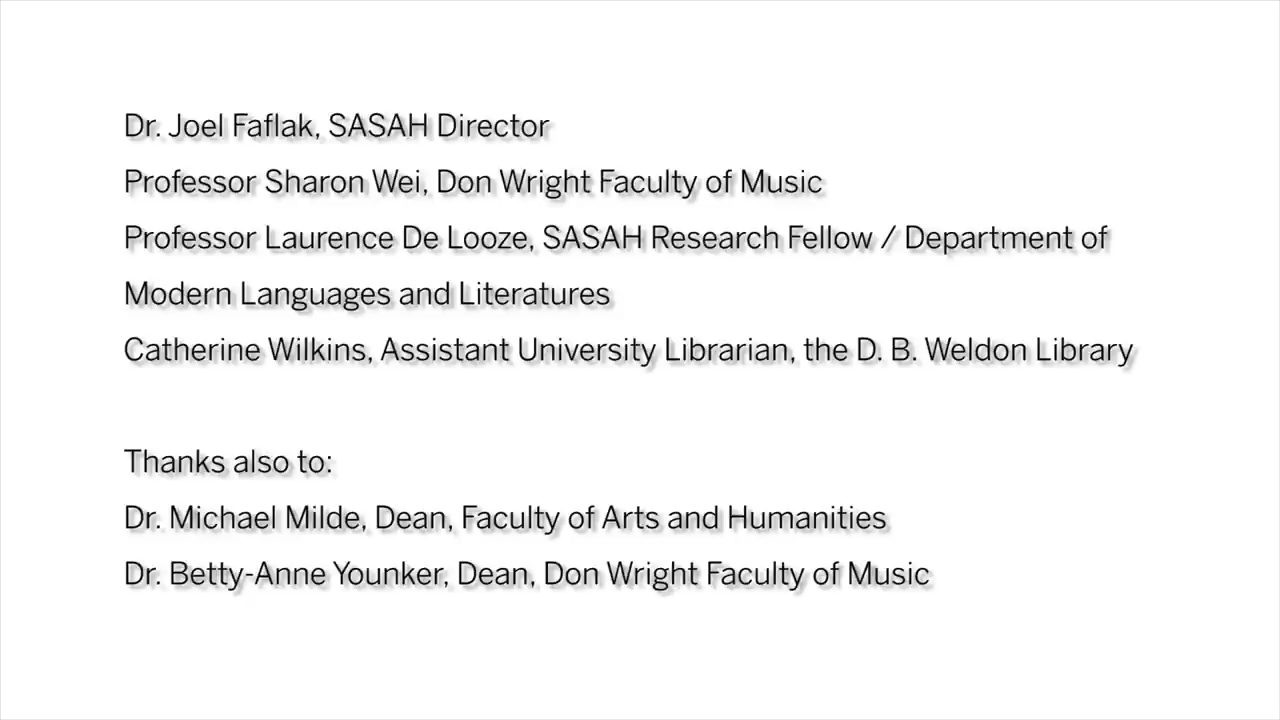 Dr. Joel Faflak, SASAH Director
Professor Sharon Wei, Don Wright Faculty of Music
Professor Laurence De Looze, SASAH Research Fellow / Department of
Modern Languages and Literatures
Catherine Wilkins, Assistant University Librarian, the D. B. Weldon Library
Thanks also to:
Dr. Michael Milde, Dean, Faculty of Arts and Humanities
Dr. Betty-Anne Younker, Dean, Don Wright Faculty of Music